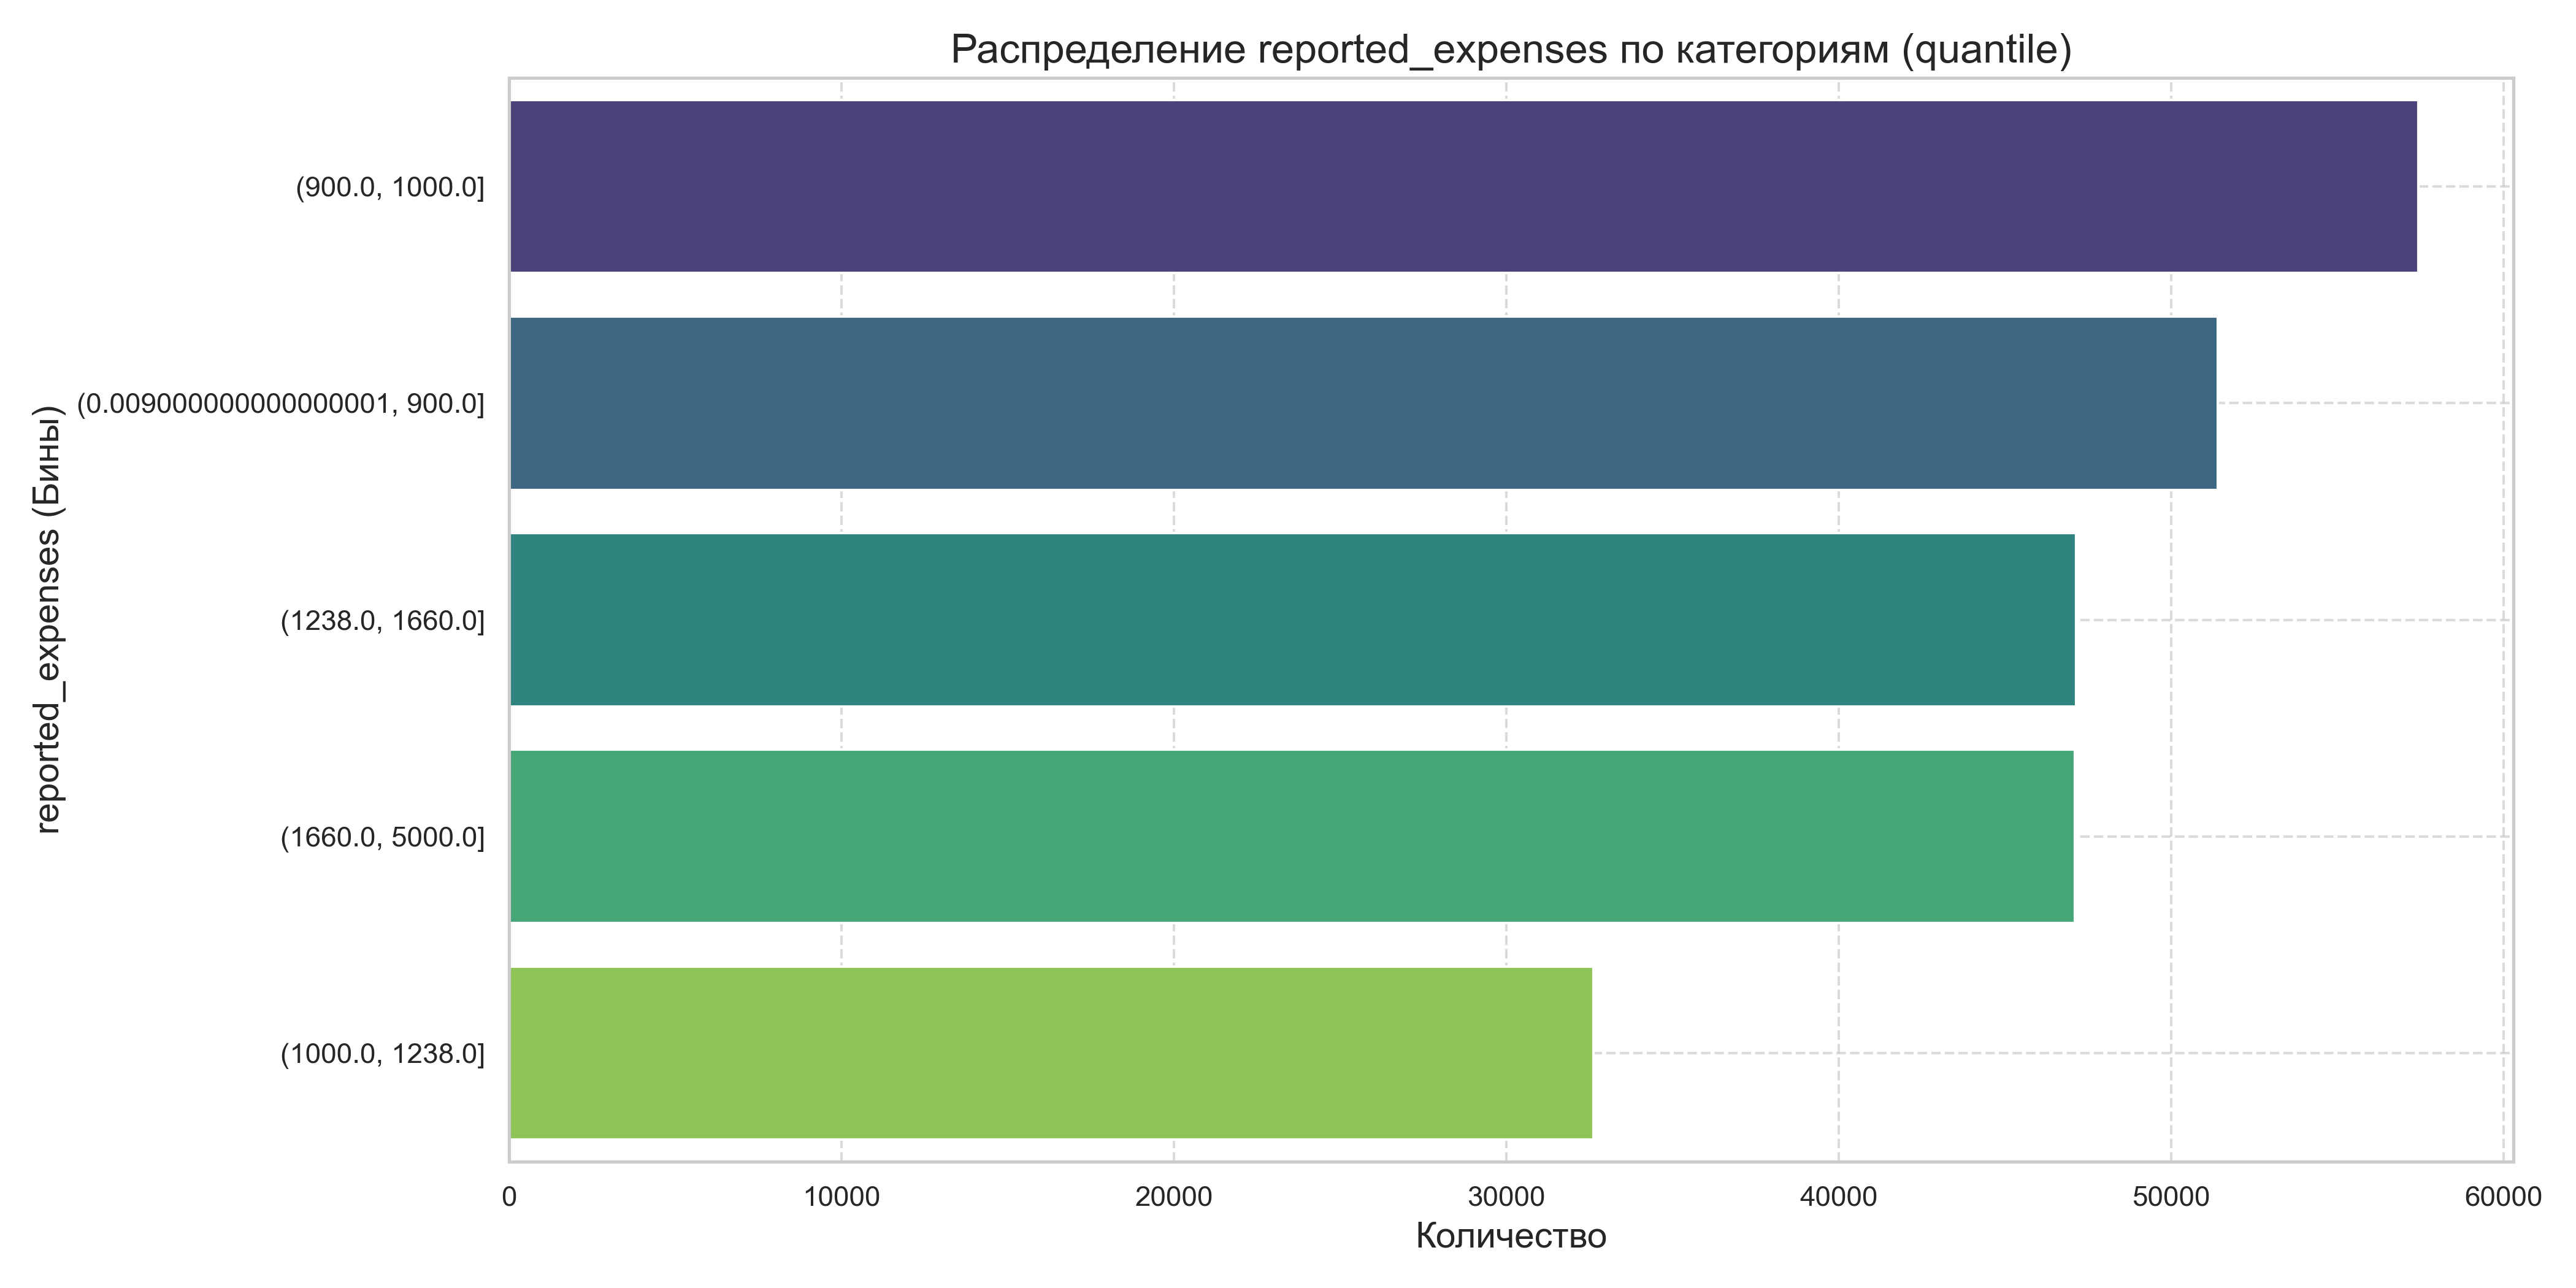 Распределение reported_expenses по категориям (quantile)
reported_expenses (Бины)
(900.0, 1000.0]
(0.009000000000000001, 900.0]
(1238.0, 1660.0]
(1660.0, 5000.0]
(1000.0, 1238.0]
0 10000 20000 30000 40000 50000 60000
Количество